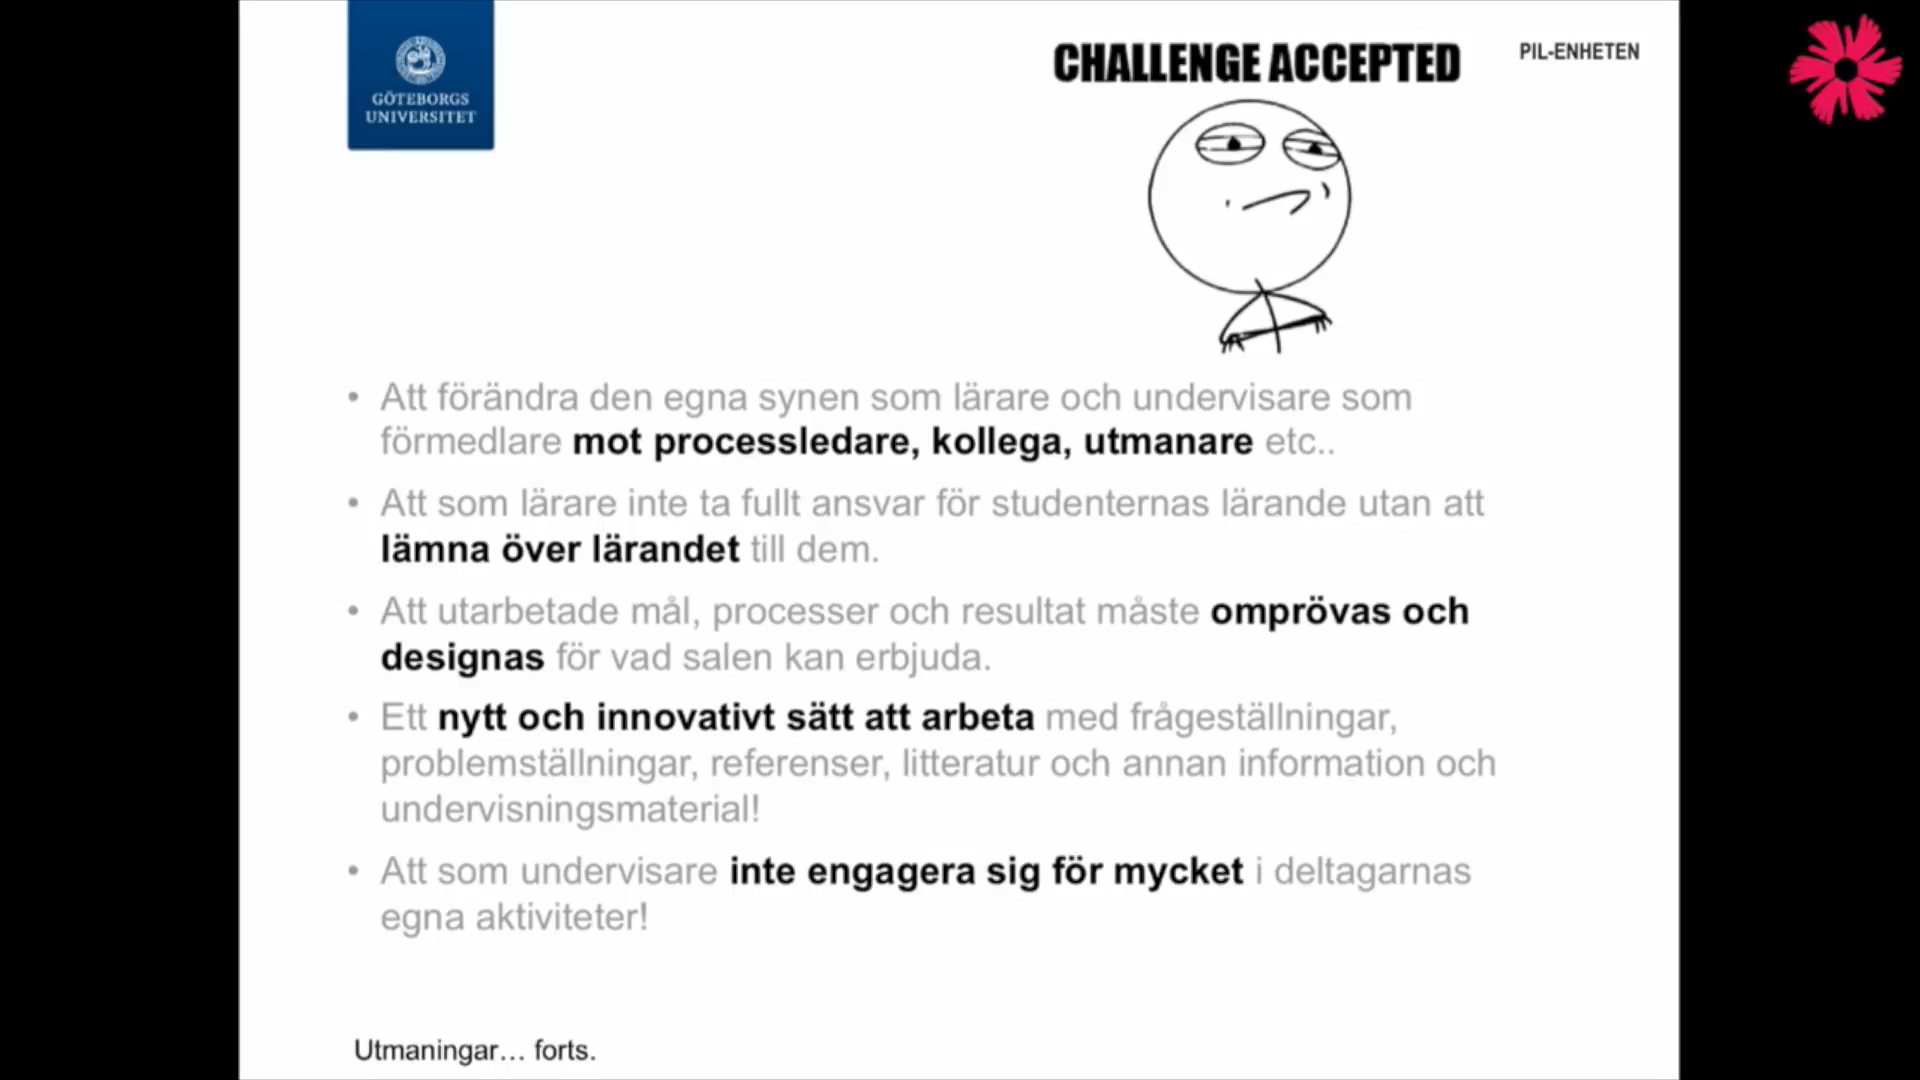 GÖTEBORGS
UNIVERSITET
CHALLENGE ACCEPTED
PIL-ENHETEN
• Att förändra den egna synen som lärare och undervisare som
förmedlare mot processledare, kollega, utmanare etc..
• Att som lärare inte ta fullt ansvar för studenternas lärande utan att
lämna över lärandet till dem.
• Att utarbetade mål, processer och resultat måste omprövas och
designas för vad salen kan erbjuda.
• Ett nytt och innovativt sätt att arbeta med frågeställningar,
problemställningar, referenser, litteratur och annan information och
undervisningsmaterial!
• Att som undervisare inte engagera sig för mycket i deltagarnas
egna aktiviteter!
Utmaningar… forts.